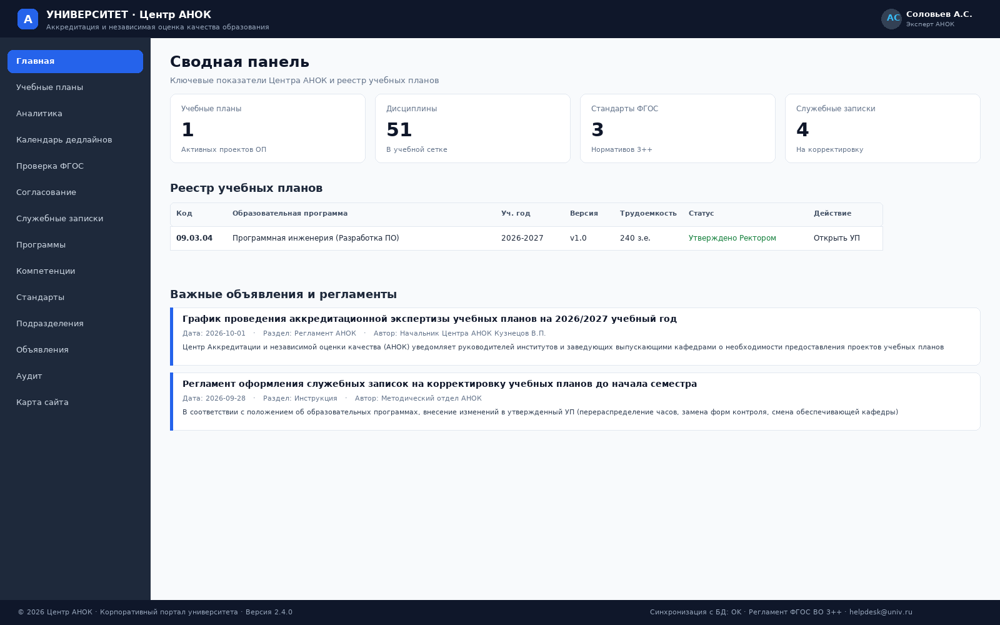 А
УНИВЕРСИТЕТ · Центр АНОК
Аккредитация и независимая оценка качества образования
АС
Соловьев А.С.
Эксперт АНОК
Главная
Учебные планы
Аналитика
Календарь дедлайнов
Проверка ФГОС
Согласование
Служебные записки
Программы
Компетенции
Стандарты
Подразделения
Объявления
Аудит
Карта сайта
Сводная панель
Ключевые показатели Центра АНОК и реестр учебных планов
Учебные планы
1
Активных проектов ОП
Дисциплины
51
В учебной сетке
Стандарты ФГОС
3
Нормативов 3++
Служебные записки
4
На корректировку
Реестр учебных планов
Код Образовательная программа Уч. год Версия Трудоемкость Статус Действие
09.03.04 Программная инженерия (Разработка ПО) 2026-2027 v1.0 240 з.е. Утверждено Ректором Открыть УП
Важные объявления и регламенты
График проведения аккредитационной экспертизы учебных планов на 2026/2027 учебный год
Дата: 2026-10-01 · Раздел: Регламент АНОК · Автор: Начальник Центра АНОК Кузнецов В.П.
Центр Аккредитации и независимой оценки качества (АНОК) уведомляет руководителей институтов и заведующих выпускающими кафедрами о необходимости предоставления проектов учебных планов
Регламент оформления служебных записок на корректировку учебных планов до начала семестра
Дата: 2026-09-28 · Раздел: Инструкция · Автор: Методический отдел АНОК
В соответствии с положением об образовательных программах, внесение изменений в утвержденный УП (перераспределение часов, замена форм контроля, смена обеспечивающей кафедры)
© 2026 Центр АНОК · Корпоративный портал университета · Версия 2.4.0
Синхронизация с БД: OK · Регламент ФГОС ВО 3++ · helpdesk@univ.ru